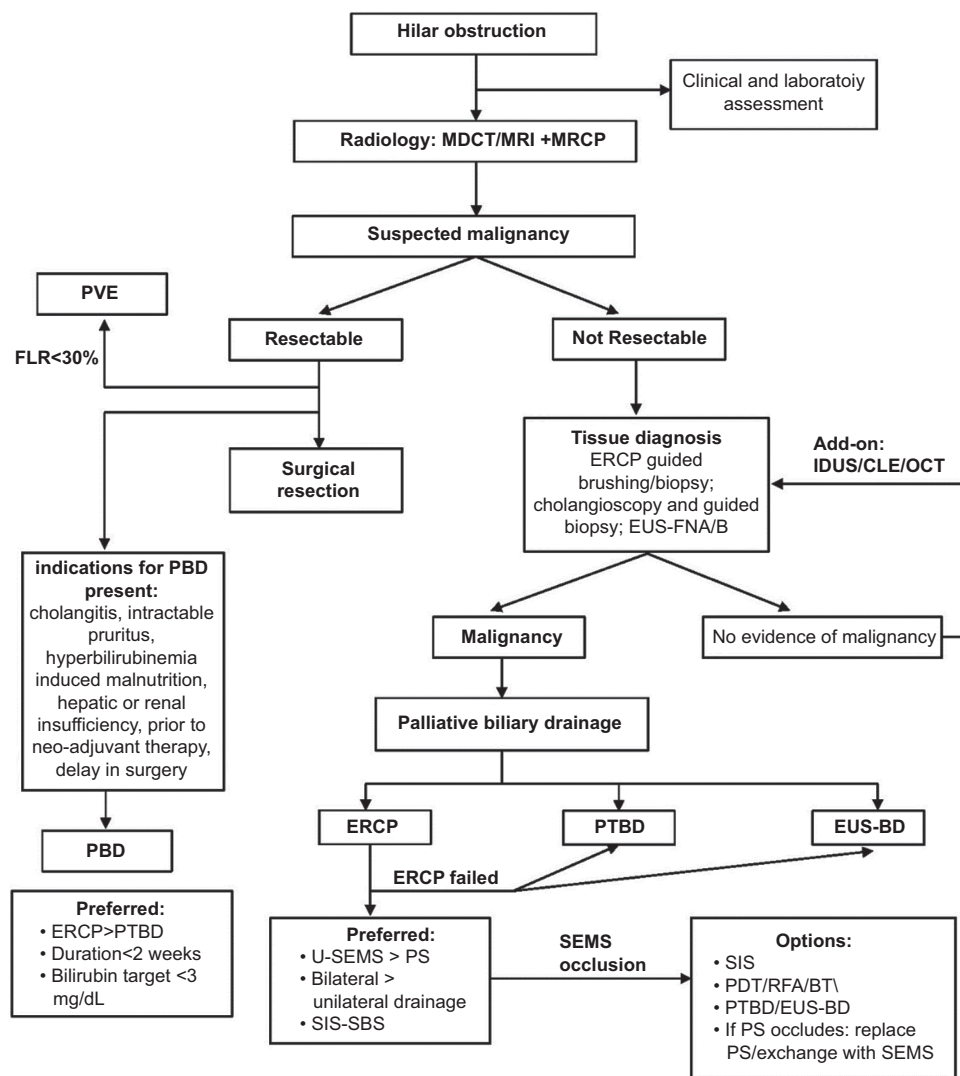 Hilar obstruction
Clinical and laboratoiy
assessment
Radiology: MDCT/MRI +MRCP
Suspected malignancy
PVE
FLR<30%
Resectable
Not Resectable
Surgical
resection
Tissue diagnosis
ERCP guided
brushing/biopsy;
cholangioscopy and guided
biopsy; EUS-FNA/B
Add-on:
IDUS/CLE/OCT
indications for PBD
present:
cholangitis, intractable
pruritus,
hyperbilirubinemia
induced malnutrition,
hepatic or renal
insufficiency, prior to
neo-adjuvant therapy,
delay in surgery
Malignancy
No evidence of malignancy
Palliative biliary drainage
ERCP
PTBD
EUS-BD
PBD
ERCP failed
Preferred:
• ERCP>PTBD
• Duration<2 weeks
• Bilirubin target <3
mg/dL
Preferred:
• U-SEMS > PS
• Bilateral >
unilateral drainage
• SIS-SBS
SEMS
occlusion
Options:
• SIS
• PDT/RFA/BT\
• PTBD/EUS-BD
• If PS occludes: replace
PS/exchange with SEMS